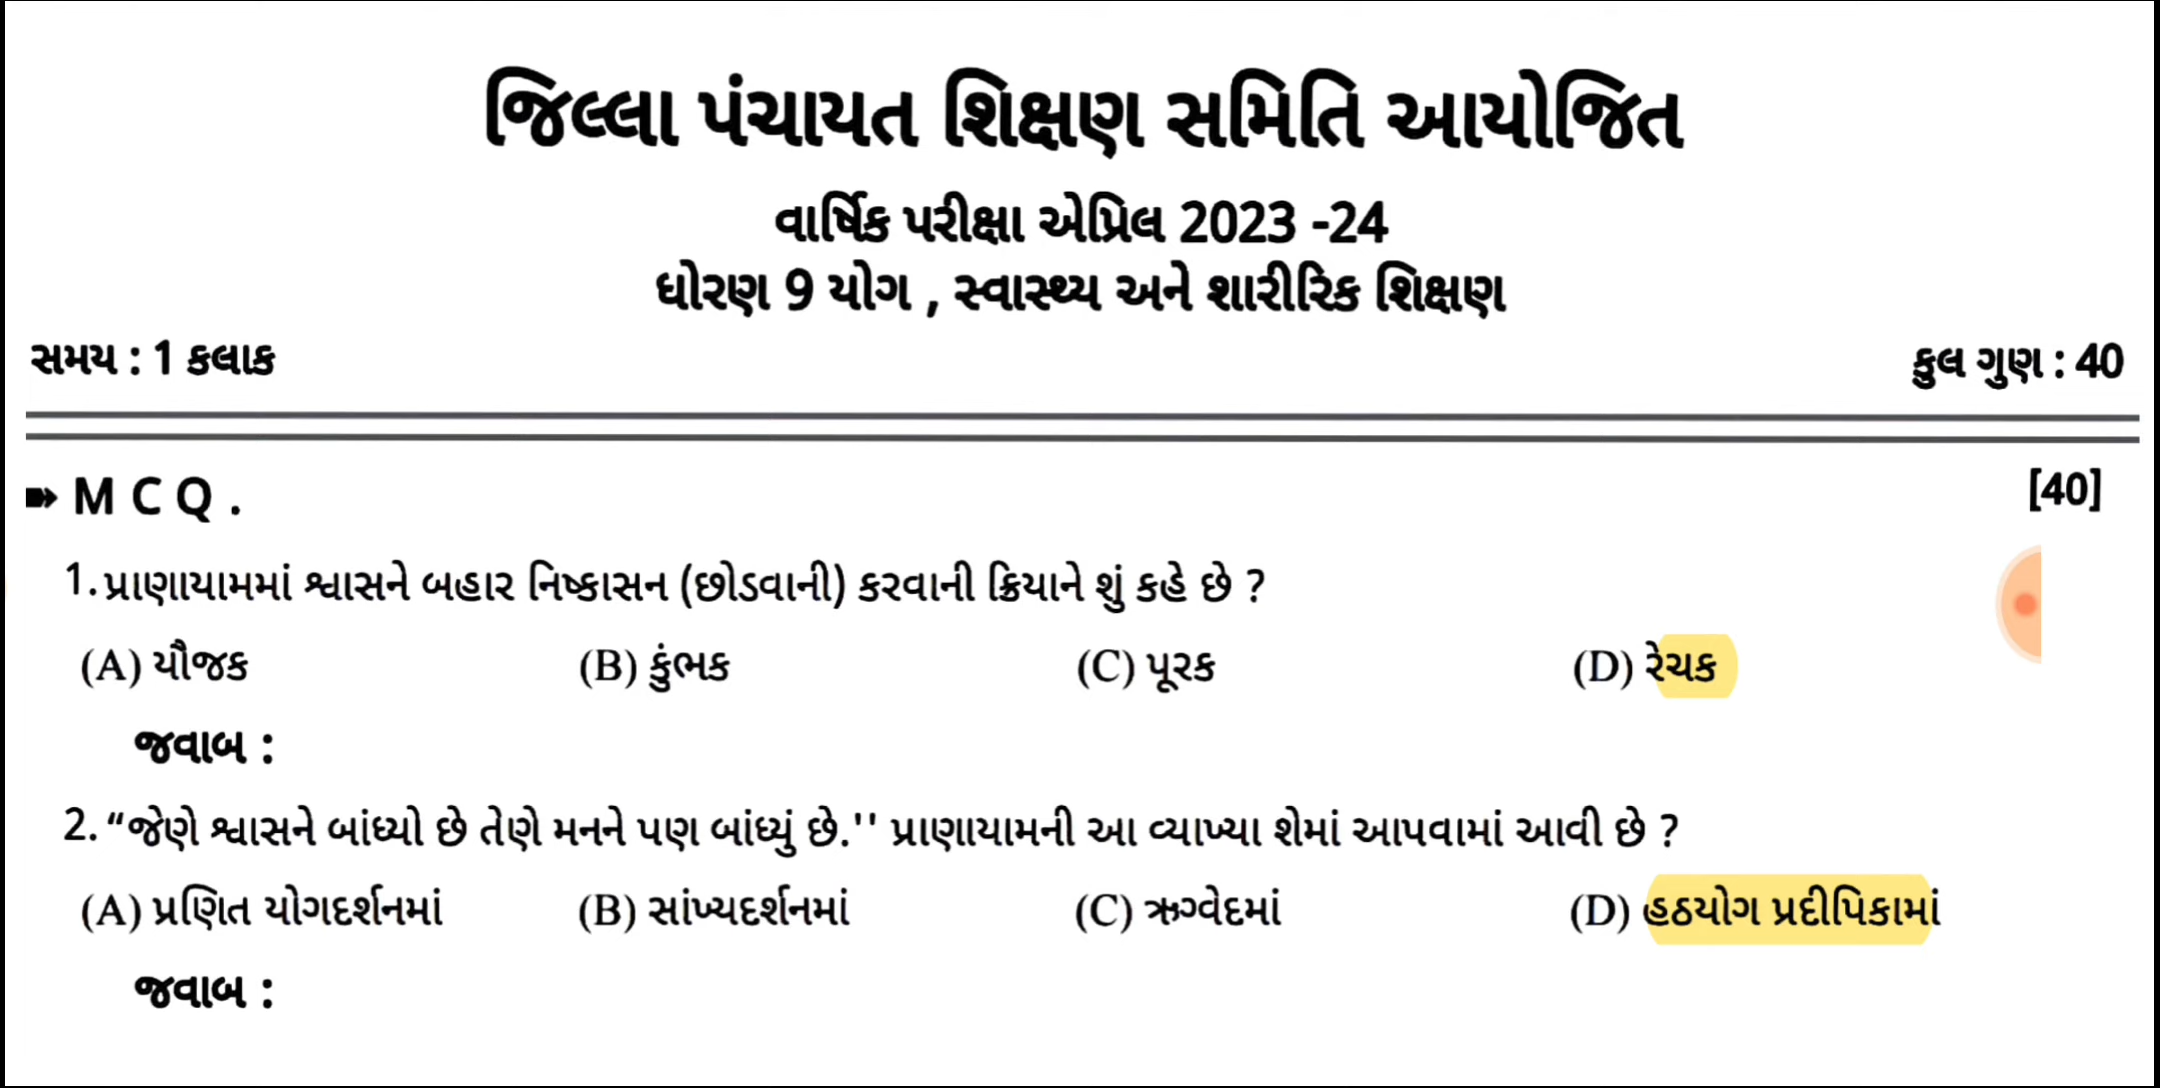 જિલ્લા પંચાયત શિક્ષણ સમિતિ આયોજિત
વાર્ષિક પરીક્ષા એપ્રિલ 2023 -24
ધોરણ 9 યોગ , સ્વાસ્થ્ય અને શારીરિક શિક્ષણ
સમય : 1 કલાક કુલ ગુણ : 40
M C Q . [40]
1. પ્રાણાયામમાં શ્વાસને બહાર નિષ્કાસન (છોડવાની) કરવાની ક્રિયાને શું કહે છે ?
(A) યૌજક (B) કુંભક (C) પૂરક (D) રેચક
જવાબ :
2. “જેણે શ્વાસને બાંધ્યો છે તેણે મનને પણ બાંધ્યું છે.'' પ્રાણાયામની આ વ્યાખ્યા શેમાં આપવામાં આવી છે ?
(A) પ્રણિત યોગદર્શનમાં (B) સાંખ્યદર્શનમાં (C) ઋગ્વેદમાં (D) હઠયોગ પ્રદીપિકામાં
જવાબ :